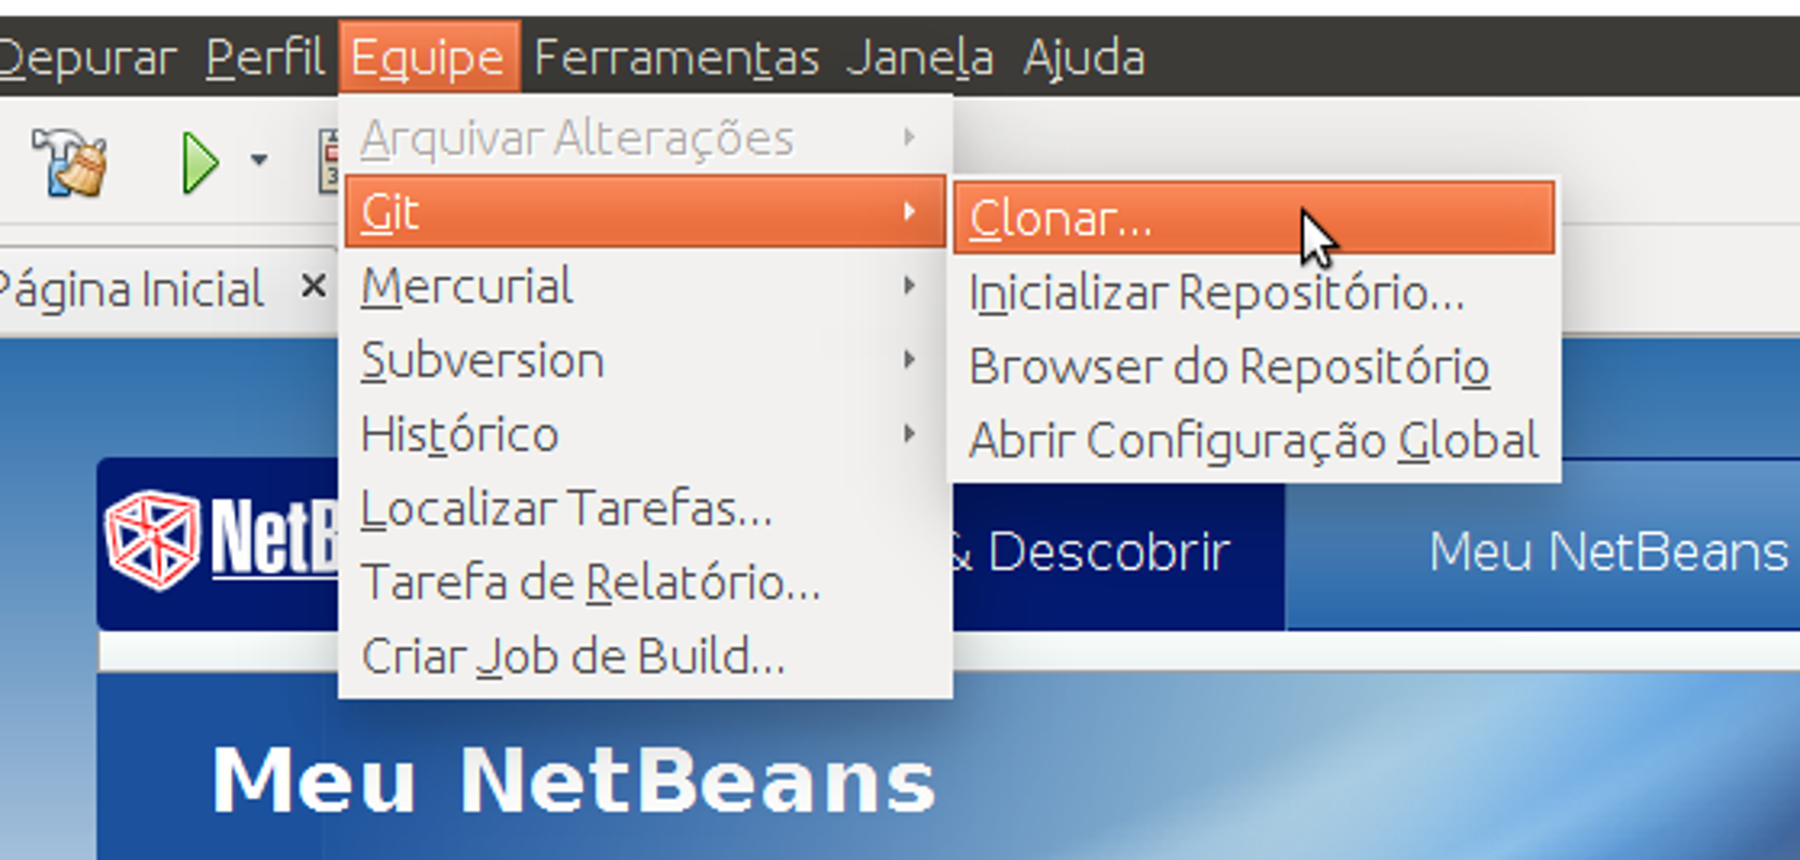 Depurar Perfil Equipe Ferramentas Janela Ajuda
Arquivar Alterações
Git
Mercurial
Subversion
Histórico
Localizar Tarefas...
Tarefa de Relatório...
Criar Job de Build...
Clonar...
Inicializar Repositório...
Browser do Repositório
Abrir Configuração Global
Página Inicial ×
NetB
& Descobrir
Meu NetBeans
Meu NetBeans